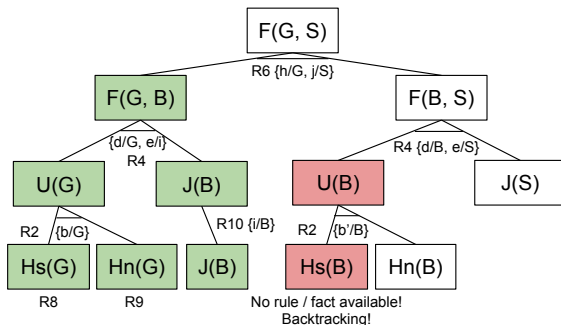 F(G, S)
R6 {h/G, j/S}
F(G, B)
F(B, S)
{d/G, e/i}
R4
R4 {d/B, e/S}
U(G)
J(B)
U(B)
J(S)
R2
{b/G}
R10 {i/B}
R2
{b'/B}
Hs(G)
Hn(G)
J(B)
Hs(B)
Hn(B)
R8
R9
No rule / fact available!
Backtracking!